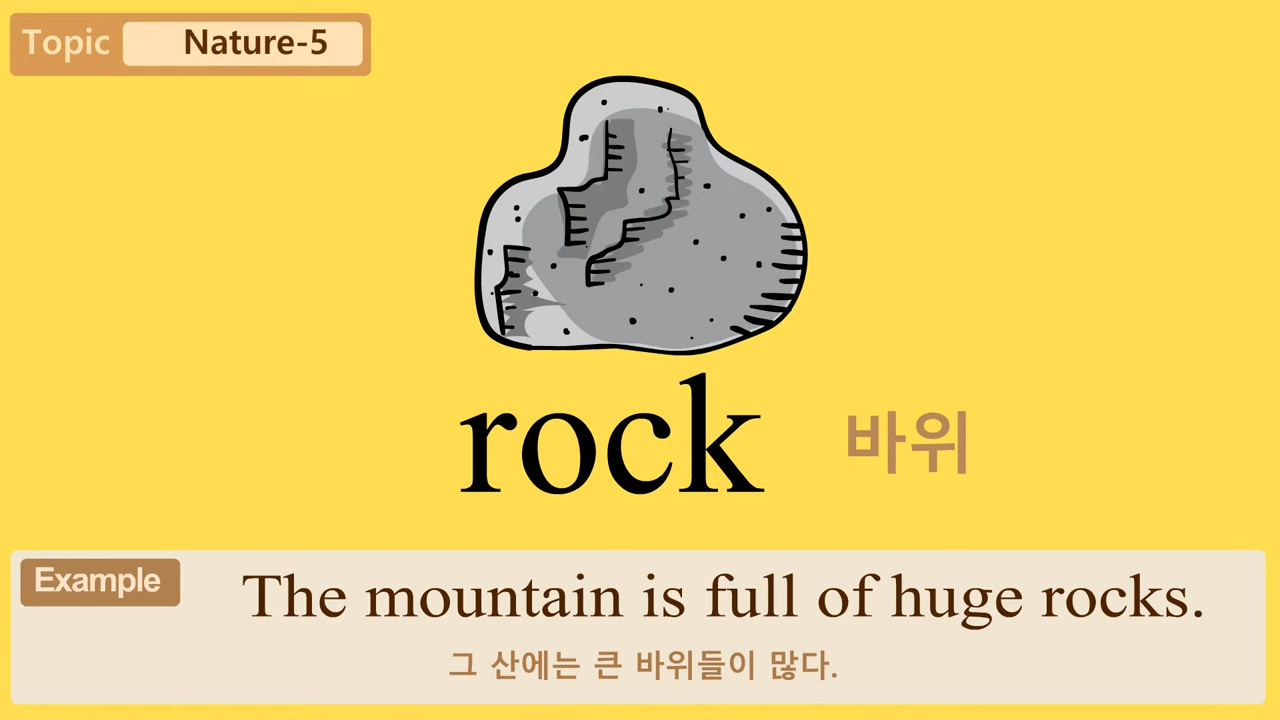 Topic Nature-5
rock 바위
Example The mountain is full of huge rocks.
그 산에는 큰 바위들이 많다.